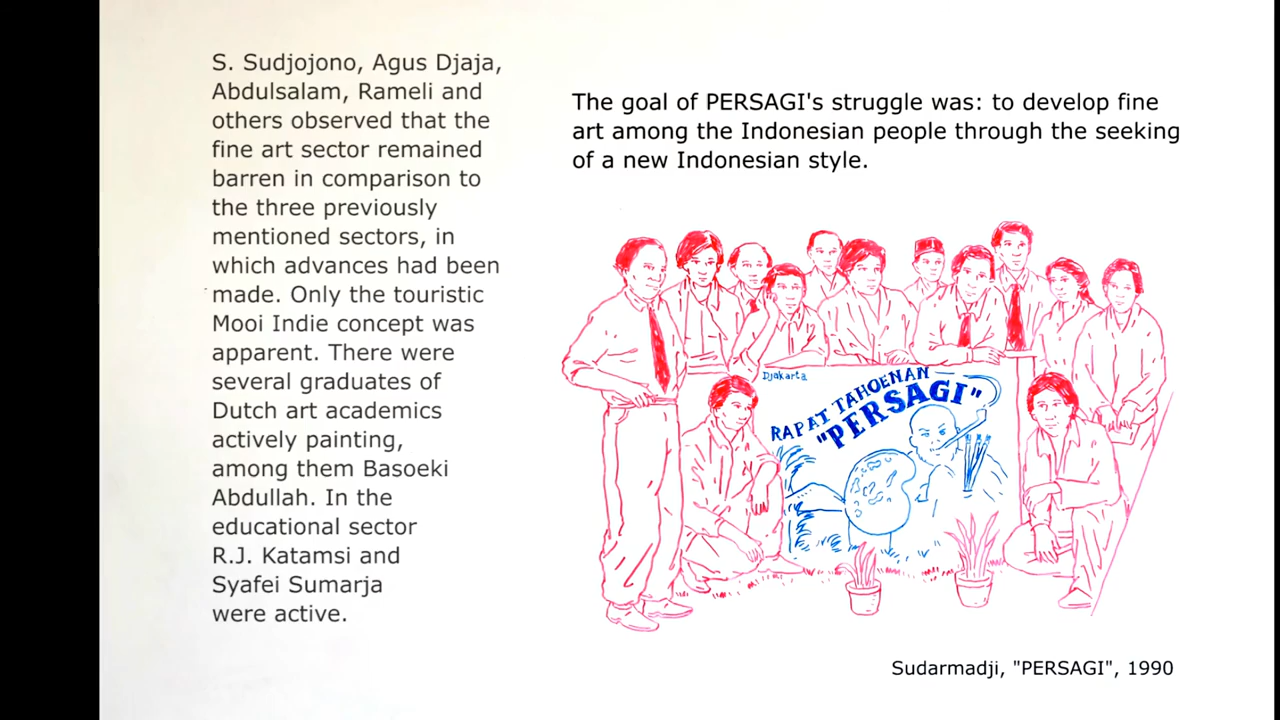 S. Sudjojono, Agus Djaja,
Abdulsalam, Rameli and
others observed that the
fine art sector remained
barren in comparison to
the three previously
mentioned sectors, in
which advances had been
made. Only the touristic
Mooi Indie concept was
apparent. There were
several graduates of
Dutch art academics
actively painting,
among them Basoeki
Abdullah. In the
educational sector
R.J. Katamsi and
Syafei Sumarja
were active.
The goal of PERSAGI's struggle was: to develop fine
art among the Indonesian people through the seeking
of a new Indonesian style.
Djakarta
RAPAT TAHOENAN
"PERSAGI"
Sudarmadji, "PERSAGI", 1990